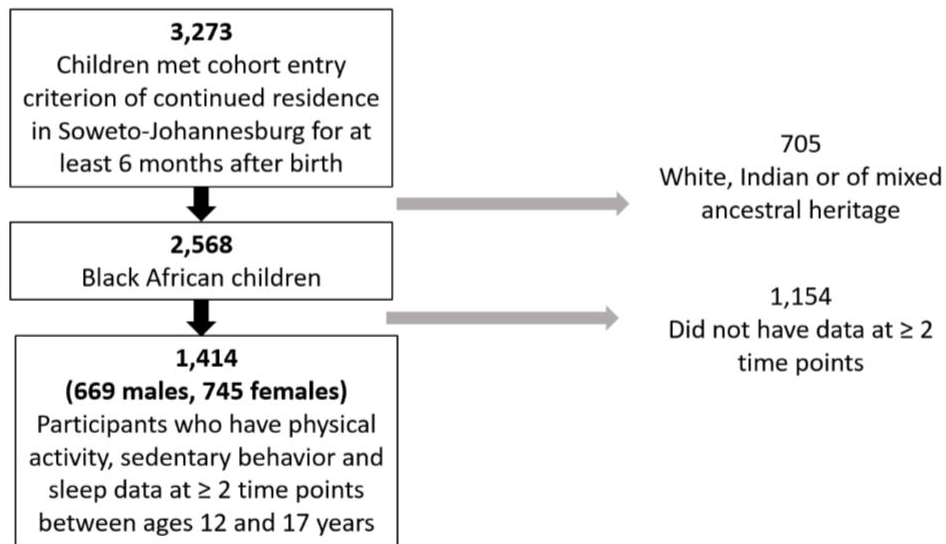 3,273
Children met cohort entry
criterion of continued residence
in Soweto-Johannesburg for at
least 6 months after birth
705
White, Indian or of mixed
ancestral heritage
2,568
Black African children
1,154
Did not have data at ≥ 2
time points
1,414
(669 males, 745 females)
Participants who have physical
activity, sedentary behavior and
sleep data at ≥ 2 time points
between ages 12 and 17 years